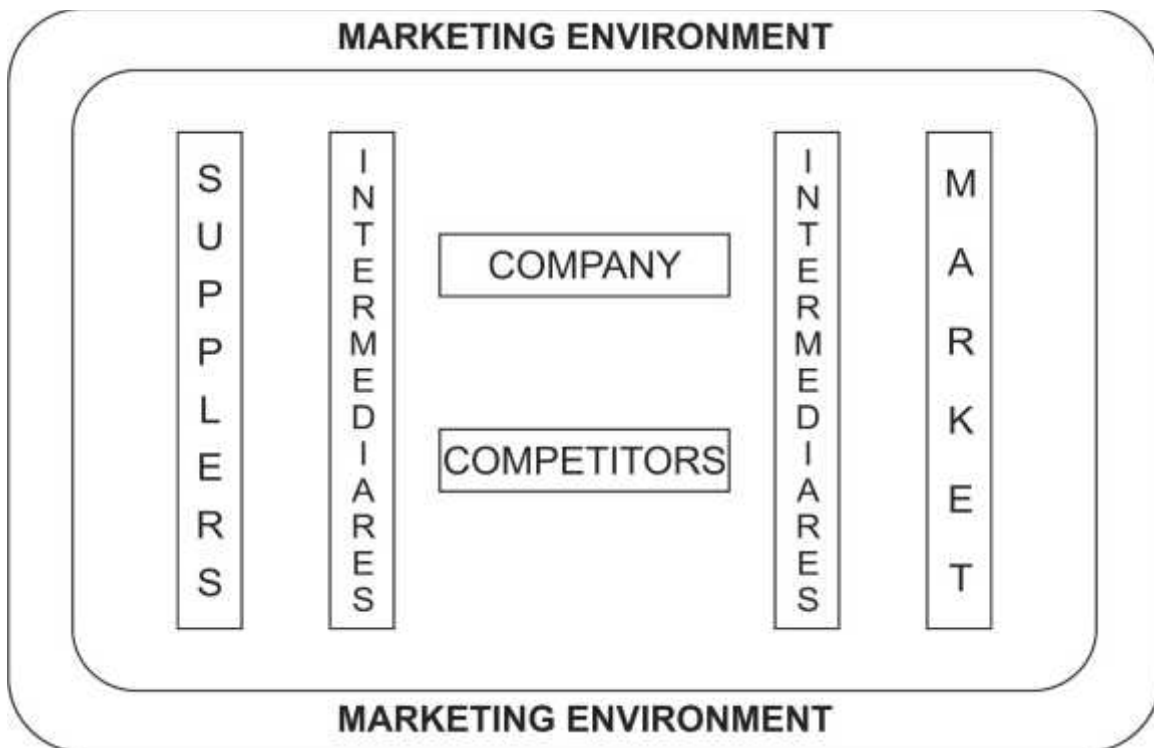 MARKETING ENVIRONMENT
SUPPLERS
INTERMEDIARES
COMPANY
COMPETITORS
INTERMEDIARES
MARKET
MARKETING ENVIRONMENT